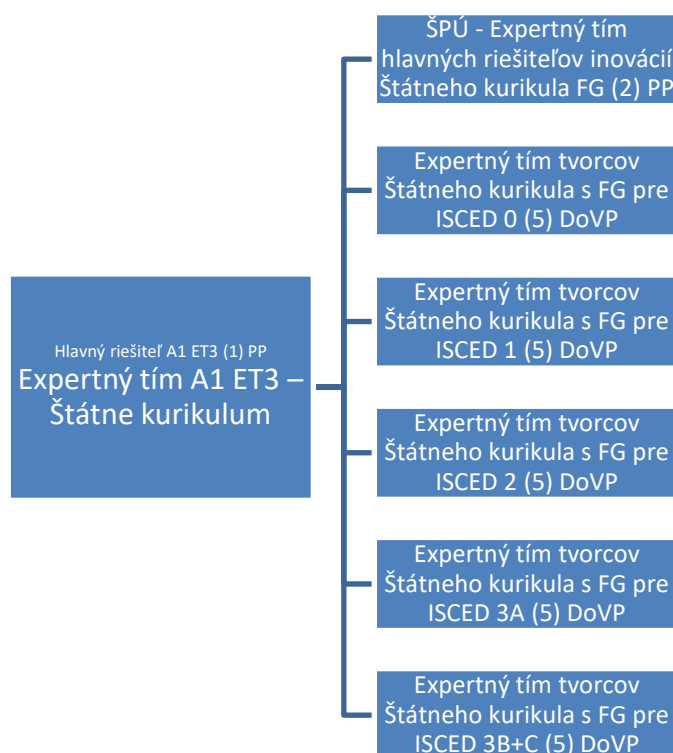 ŠPÚ - Expertný tím
hlavných riešiteľov inovácií
Štátneho kurikula FG (2) PP
Expertný tím tvorcov
Štátneho kurikula s FG pre
ISCED 0 (5) DoVP
Expertný tím tvorcov
Štátneho kurikula s FG pre
ISCED 1 (5) DoVP
Hlavný riešiteľ A1 ET3 (1) PP
Expertný tím A1 ET3 –
Štátne kurikulum
Expertný tím tvorcov
Štátneho kurikula s FG pre
ISCED 2 (5) DoVP
Expertný tím tvorcov
Štátneho kurikula s FG pre
ISCED 3A (5) DoVP
Expertný tím tvorcov
Štátneho kurikula s FG pre
ISCED 3B+C (5) DoVP